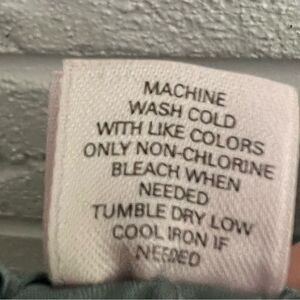 MACHINE
WASH COLD
WITH LIKE COLORS
ONLY NON-CHLORINE
BLEACH WHEN
NEEDED
TUMBLE DRY LOW
COOL IRON IF
NEEDED